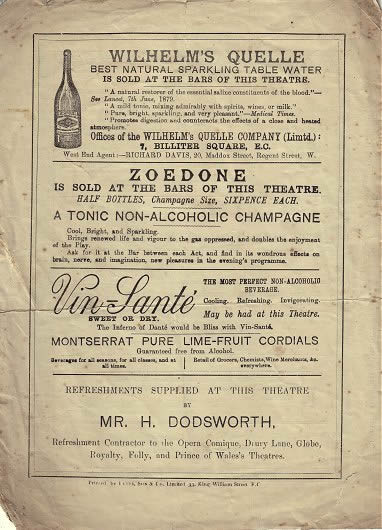 WILHELM'S QUELLE
BEST NATURAL SPARKLING TABLE WATER
IS SOLD AT THE BARS OF THIS THEATRE.
"A natural restorer of the essential saline constituents of the blood."—
See Lancet, 7th June, 1879.
"A mild tonic, mixing admirably with spirits, wines, or milk."
"Pure, bright, sparkling, and very pleasant."—Medical Times.
"Promotes digestion and counteracts the effects of a close and heated
atmosphere.
Offices of the WILHELM'S QUELLE COMPANY (Limtd.):
7, BILLITER SQUARE, E.C.
West End Agent:—RICHARD DAVIS, 20, Maddox Street, Regent Street, W.
ZOEDONE
IS SOLD AT THE BARS OF THIS THEATRE.
HALF BOTTLES, Champagne Size, SIXPENCE EACH.
A TONIC NON-ALCOHOLIC CHAMPAGNE
Cool, Bright, and Sparkling.
Brings renewed life and vigour to the gas oppressed, and doubles the enjoyment
of the Play.
Ask for it at the Bar between each Act, and find in its wondrous effects on
brain, nerve, and imagination, new pleasures in the evening's programme.
Vin-Santé
SWEET OR DRY.
THE MOST PERFECT NON-ALCOHOLIC
BEVERAGE.
Cooling. Refreshing. Invigorating.
May be had at this Theatre.
The Inferno of Danté would be Bliss with Vin-Santé.
MONTSERRAT PURE LIME-FRUIT CORDIALS
Guaranteed free from Alcohol.
Beverages for all seasons, for all classes, and at
all times.
Retail of Grocers, Chemists, Wine Merchants, &c.
everywhere.
REFRESHMENTS SUPPLIED AT THIS THEATRE
BY
MR. H. DODSWORTH,
Refreshment Contractor to the Opera Comique, Drury Lane, Globe,
Royalty, Folly, and Prince of Wales's Theatres.
Printed by Son & Co. Limited 33, King William Street E.C